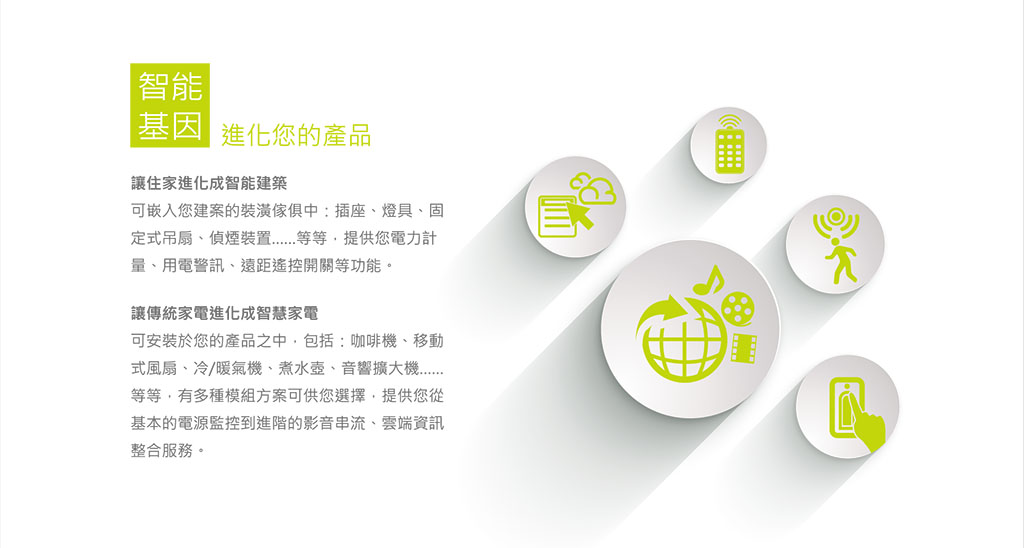 智能
基因
進化您的產品
讓住家進化成智能建築
可嵌入您建案的裝潢傢俱中：插座、燈具、固
定式吊扇、偵煙裝置......等等，提供您電力計
量、用電警訊、遠距遙控開關等功能。
讓傳統家電進化成智慧家電
可安裝於您的產品之中，包括：咖啡機、移動
式風扇、冷/暖氣機、煮水壺、音響擴大機......
等等，有多種模組方案可供您選擇，提供您從
基本的電源監控到進階的影音串流、雲端資訊
整合服務。